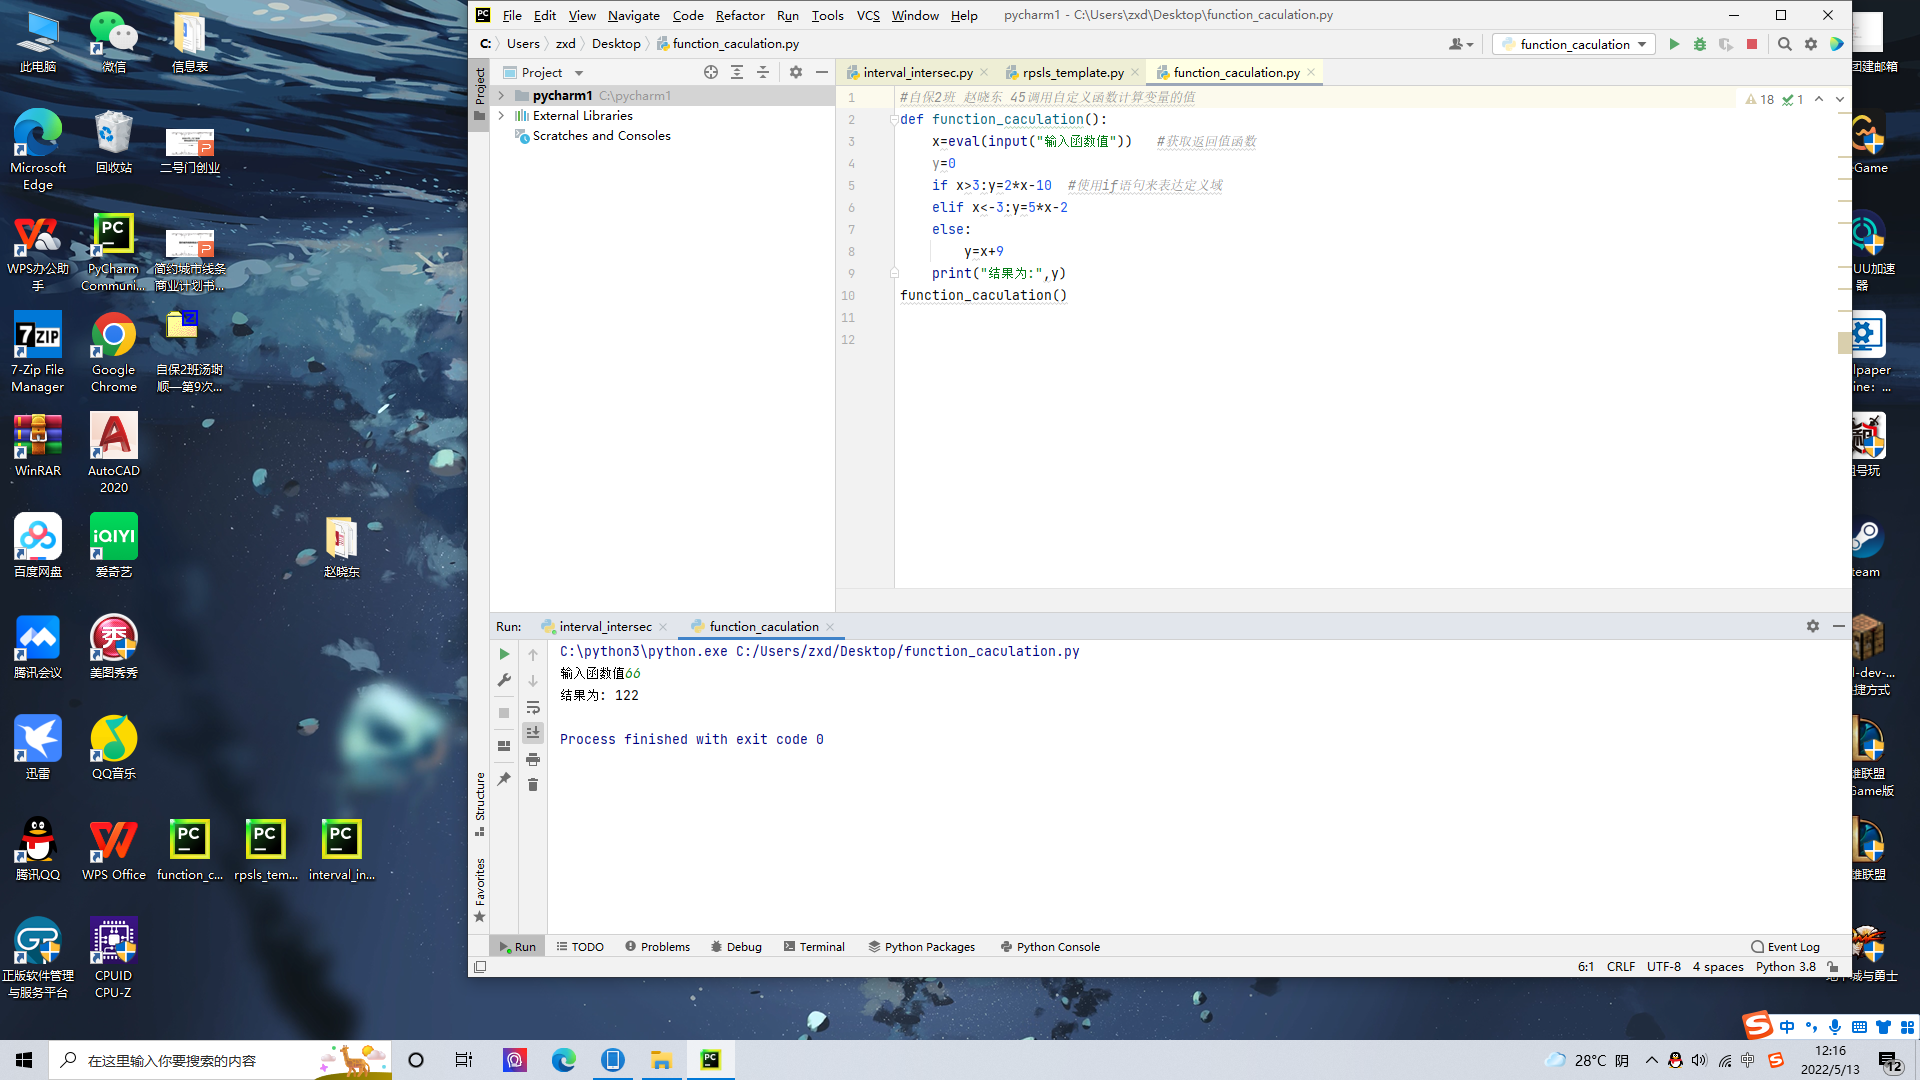 File Edit View Navigate Code Refactor Run Tools VCS Window Help pycharm1 - C:\Users\zxd\Desktop\function_caculation.py
C: Users zxd Desktop function_caculation.py
function_caculation
Project
interval_intersec.py
rpsls_template.py
function_caculation.py
Project
pycharm1 C:\pycharm1
External Libraries
Scratches and Consoles
18 1
1 #自保2班 赵晓东 45调用自定义函数计算变量的值
2 def function_caculation():
3 x=eval(input("输入函数值")) #获取返回值函数
4 y=0
5 if x>3:y=2*x-10 #使用if语句来表达定义域
6 elif x<-3:y=5*x-2
7 else:
8 y=x+9
9 print("结果为:",y)
10 function_caculation()
11
12
Run: interval_intersec function_caculation
C:\python3\python.exe C:/Users/zxd/Desktop/function_caculation.py
输入函数值66
结果为: 122
Process finished with exit code 0
Structure
Favorites
Run TODO Problems Debug Terminal Python Packages Python Console Event Log
6:1 CRLF UTF-8 4 spaces Python 3.8
此电脑
微信
信息表
Microsoft Edge
回收站
二号门创业
WPS办公助手
PyCharm Communi...
简约城市线条商业计划书...
7-Zip File Manager
Google Chrome
自保2班汤树顺—第9次...
WinRAR
AutoCAD 2020
百度网盘
爱奇艺
赵晓东
腾讯会议
美图秀秀
迅雷
QQ音乐
腾讯QQ
WPS Office
function_c...
rpsls_tem...
interval_in...
正版软件管理与服务平台
CPUID CPU-Z
团建邮箱
Game
UU加速器
lpaper
ine: ...
号玩
team
l-dev-...
捷方式
雄联盟
Game版
雄联盟
城与勇士
在这里输入你要搜索的内容
28°C 阴
中
12:16
2022/5/13
12